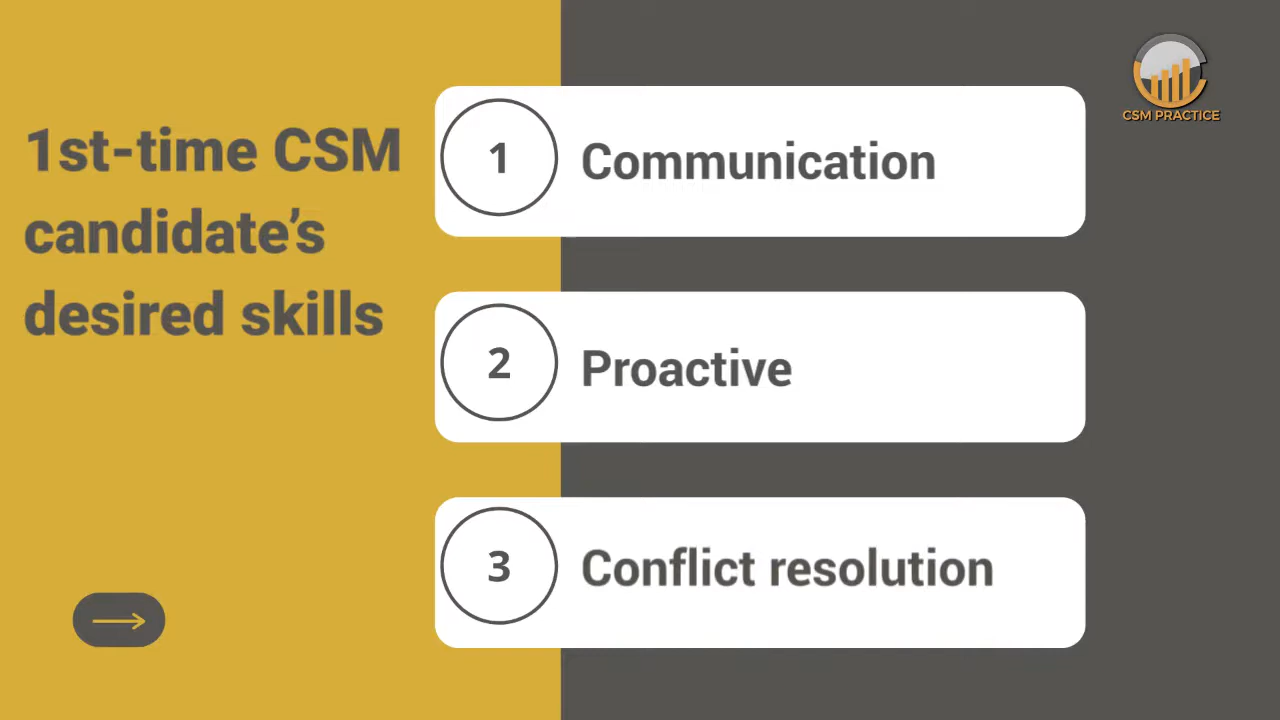 1st-time CSM
candidate’s
desired skills
1
Communication
2
Proactive
3
Conflict resolution
CSM PRACTICE